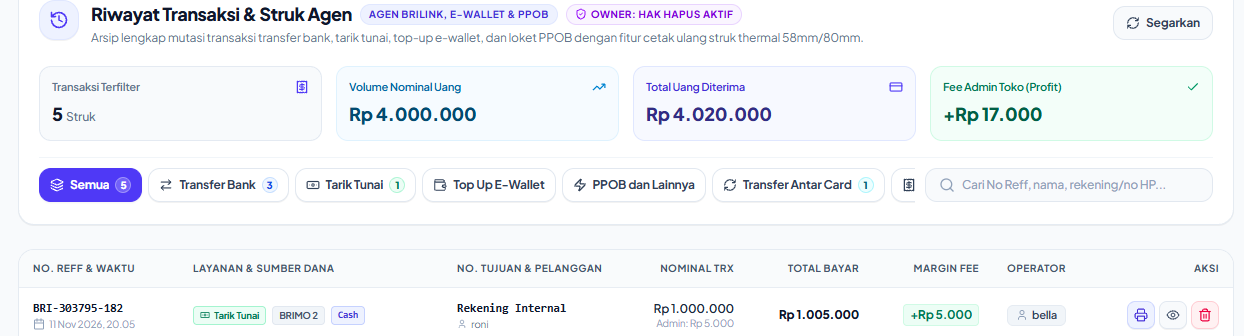 Riwayat Transaksi & Struk Agen
AGEN BRILINK, E-WALLET & PPOB
OWNER: HAK HAPUS AKTIF
Segarkan
Arsip lengkap mutasi transaksi transfer bank, tarik tunai, top-up e-wallet, dan loket PPOB dengan fitur cetak ulang struk thermal 58mm/80mm.
Transaksi Terfilter
5 Struk
Volume Nominal Uang
Rp 4.000.000
Total Uang Diterima
Rp 4.020.000
Fee Admin Toko (Profit)
+Rp 17.000
Semua 5
Transfer Bank 3
Tarik Tunai 1
Top Up E-Wallet
PPOB dan Lainnya
Transfer Antar Card 1
Cari No Reff, nama, rekening/no HP...
NO. REFF & WAKTU
LAYANAN & SUMBER DANA
NO. TUJUAN & PELANGGAN
NOMINAL TRX
TOTAL BAYAR
MARGIN FEE
OPERATOR
AKSI
BRI-303795-182
11 Nov 2026, 20.05
Tarik Tunai
BRIMO 2
Cash
Rekening Internal
roni
Rp 1.000.000
Admin: Rp 5.000
Rp 1.005.000
+Rp 5.000
bella